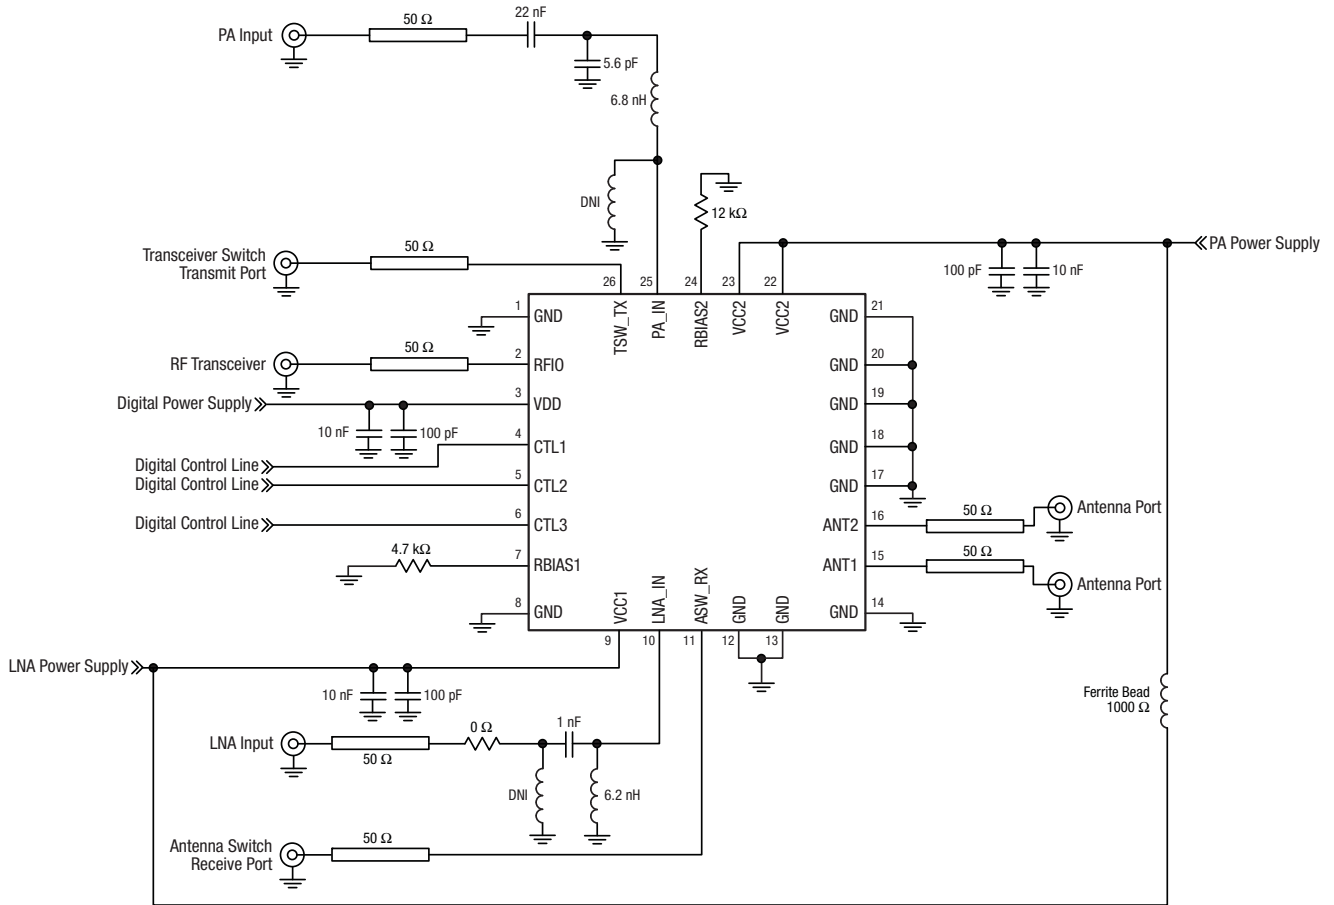 50 Ω
22 nF
PA Input
5.6 pF
6.8 nH
DNI
12 kΩ
Transceiver Switch
Transmit Port
50 Ω
PA Power Supply
100 pF
10 nF
26
25
24
23
22
TSW_TX
PA_IN
RBIAS2
VCC2
VCC2
1
GND
GND
21
RF Transceiver
50 Ω
2
RFIO
GND
20
Digital Power Supply
3
VDD
GND
19
10 nF
100 pF
4
CTL1
GND
18
Digital Control Line
Digital Control Line
5
CTL2
GND
17
Digital Control Line
6
CTL3
ANT2
16
50 Ω
Antenna Port
4.7 kΩ
7
RBIAS1
ANT1
15
50 Ω
Antenna Port
8
GND
GND
14
VCC1
LNA_IN
ASW_RX
GND
GND
9
10
11
12
13
LNA Power Supply
10 nF
100 pF
Ferrite Bead
1000 Ω
LNA Input
50 Ω
0 Ω
1 nF
DNI
6.2 nH
Antenna Switch
Receive Port
50 Ω